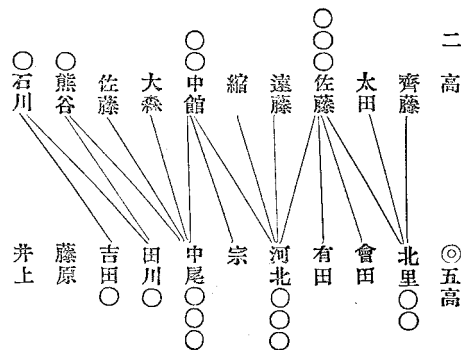 二高
齊藤
太田
○○○佐藤
遠藤
縮
○○中館
大森
佐藤
○熊谷
○石川
◎五高
北里○○
會田
有田
河北○○○
宗
中尾○○○
田川○
吉田○
藤原
井上